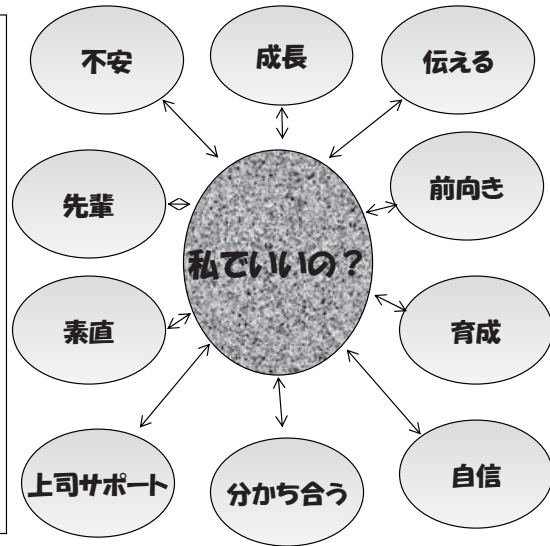 不安
成長
伝える
先輩
前向き
私でいいの？
素直
育成
上司サポート
分かち合う
自信